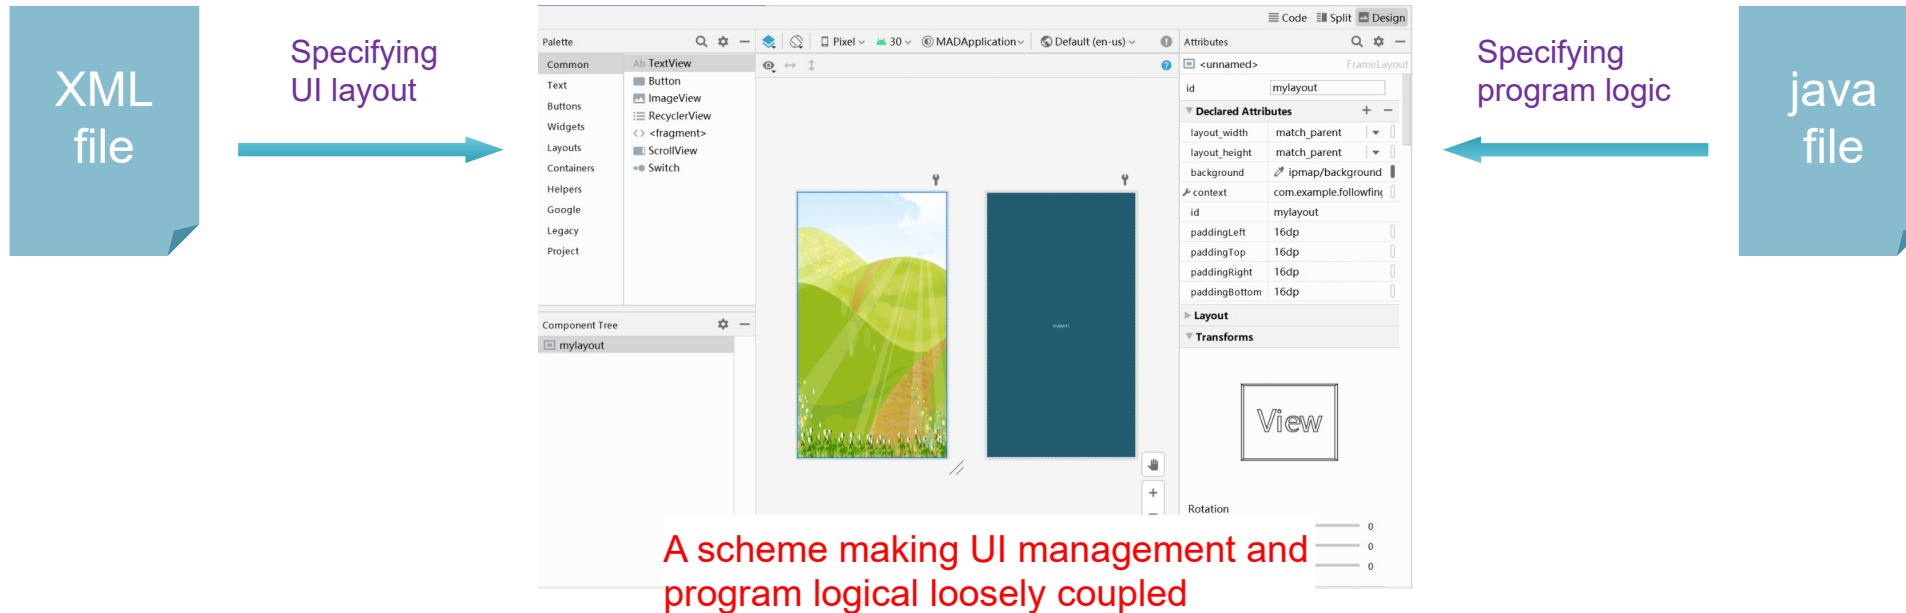 XML
file
Specifying
UI layout
Code Split Design
Palette
Pixel 30 MADApplication Default (en-us)
Attributes
Common
Text
Buttons
Widgets
Layouts
Containers
Helpers
Google
Legacy
Project
Ab TextView
Button
ImageView
RecyclerView
<> <fragment>
ScrollView
Switch
Component Tree
mylayout
mylayout
<unnamed> FrameLayout
id mylayout
Declared Attributes
layout_width match_parent
layout_height match_parent
background ipmap/background
context com.example.followfing
id mylayout
paddingLeft 16dp
paddingTop 16dp
paddingRight 16dp
paddingBottom 16dp
Layout
Transforms
View
Rotation
0
0
0
A scheme making UI management and
program logical loosely coupled
Specifying
program logic
java
file